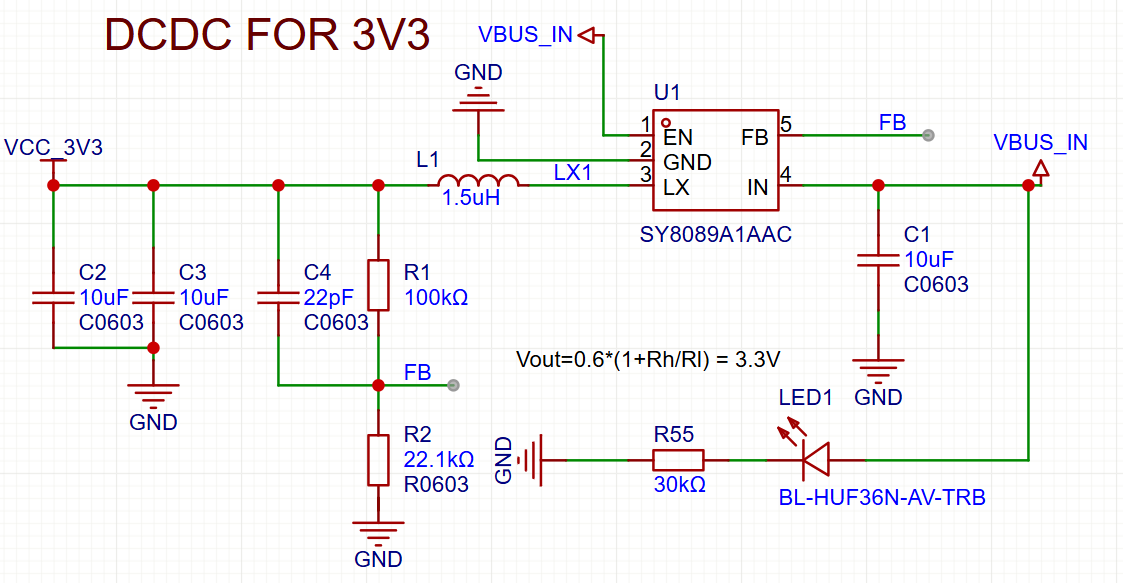 DCDC FOR 3V3
VBUS_IN
GND
U1
1
EN
FB
5
FB
2
GND
VBUS_IN
VCC_3V3
L1
1.5uH
LX1
3
LX
IN
4
SY8089A1AAC
C1
10uF
C0603
C2
10uF
C0603
C3
10uF
C0603
C4
22pF
C0603
R1
100kΩ
GND
FB
Vout=0.6*(1+Rh/Rl) = 3.3V
LED1
GND
R2
22.1kΩ
R0603
GND
R55
30kΩ
BL-HUF36N-AV-TRB
GND